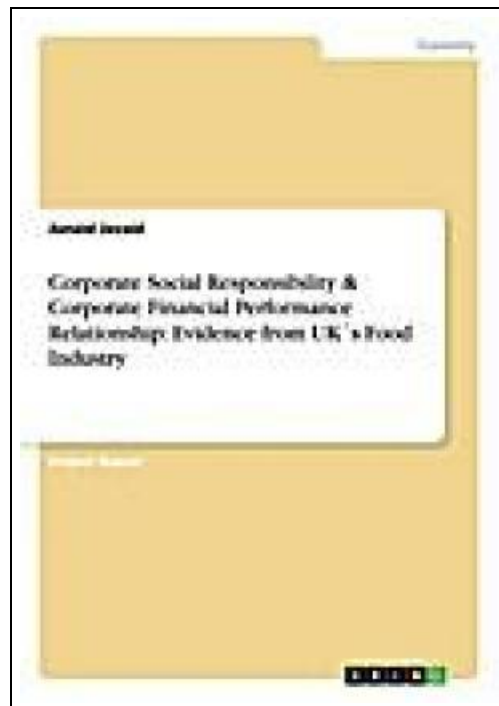 Corporate Social Responsibility &
Corporate Financial Performance
Relationship: Evidence from UK´s Food
Industry